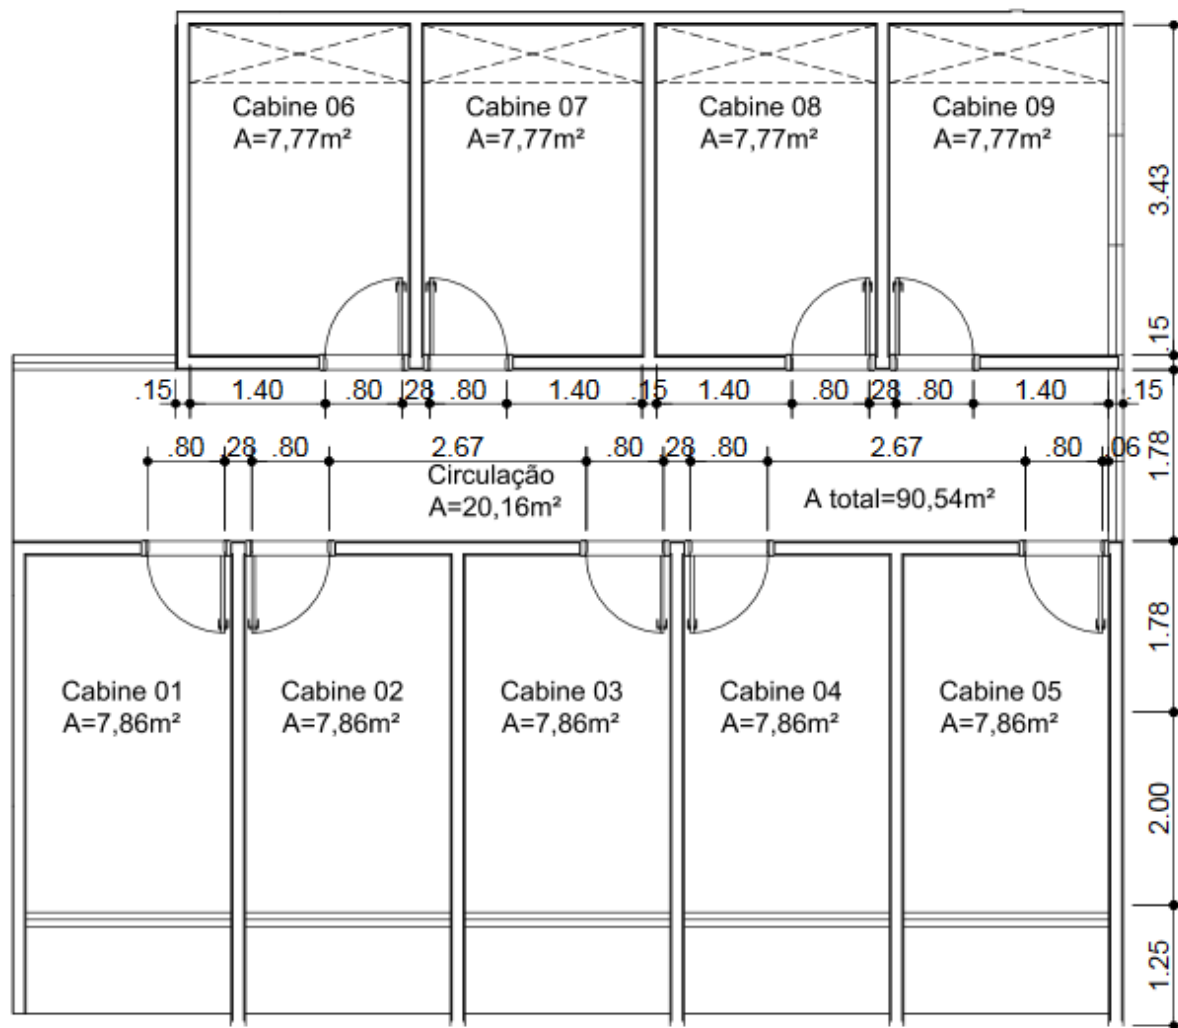 Cabine 06
A=7,77m²
Cabine 07
A=7,77m²
Cabine 08
A=7,77m²
Cabine 09
A=7,77m²
3.43
.15
.15 1.40 .80 .28 .80 1.40 .15 1.40 .80 .28 .80 1.40 .15
.80 .28 .80 2.67 .80 .28 .80 2.67 .80 .06
1.78
Circulação
A=20,16m²
A total=90,54m²
1.78
Cabine 01
A=7,86m²
Cabine 02
A=7,86m²
Cabine 03
A=7,86m²
Cabine 04
A=7,86m²
Cabine 05
A=7,86m²
2.00
1.25